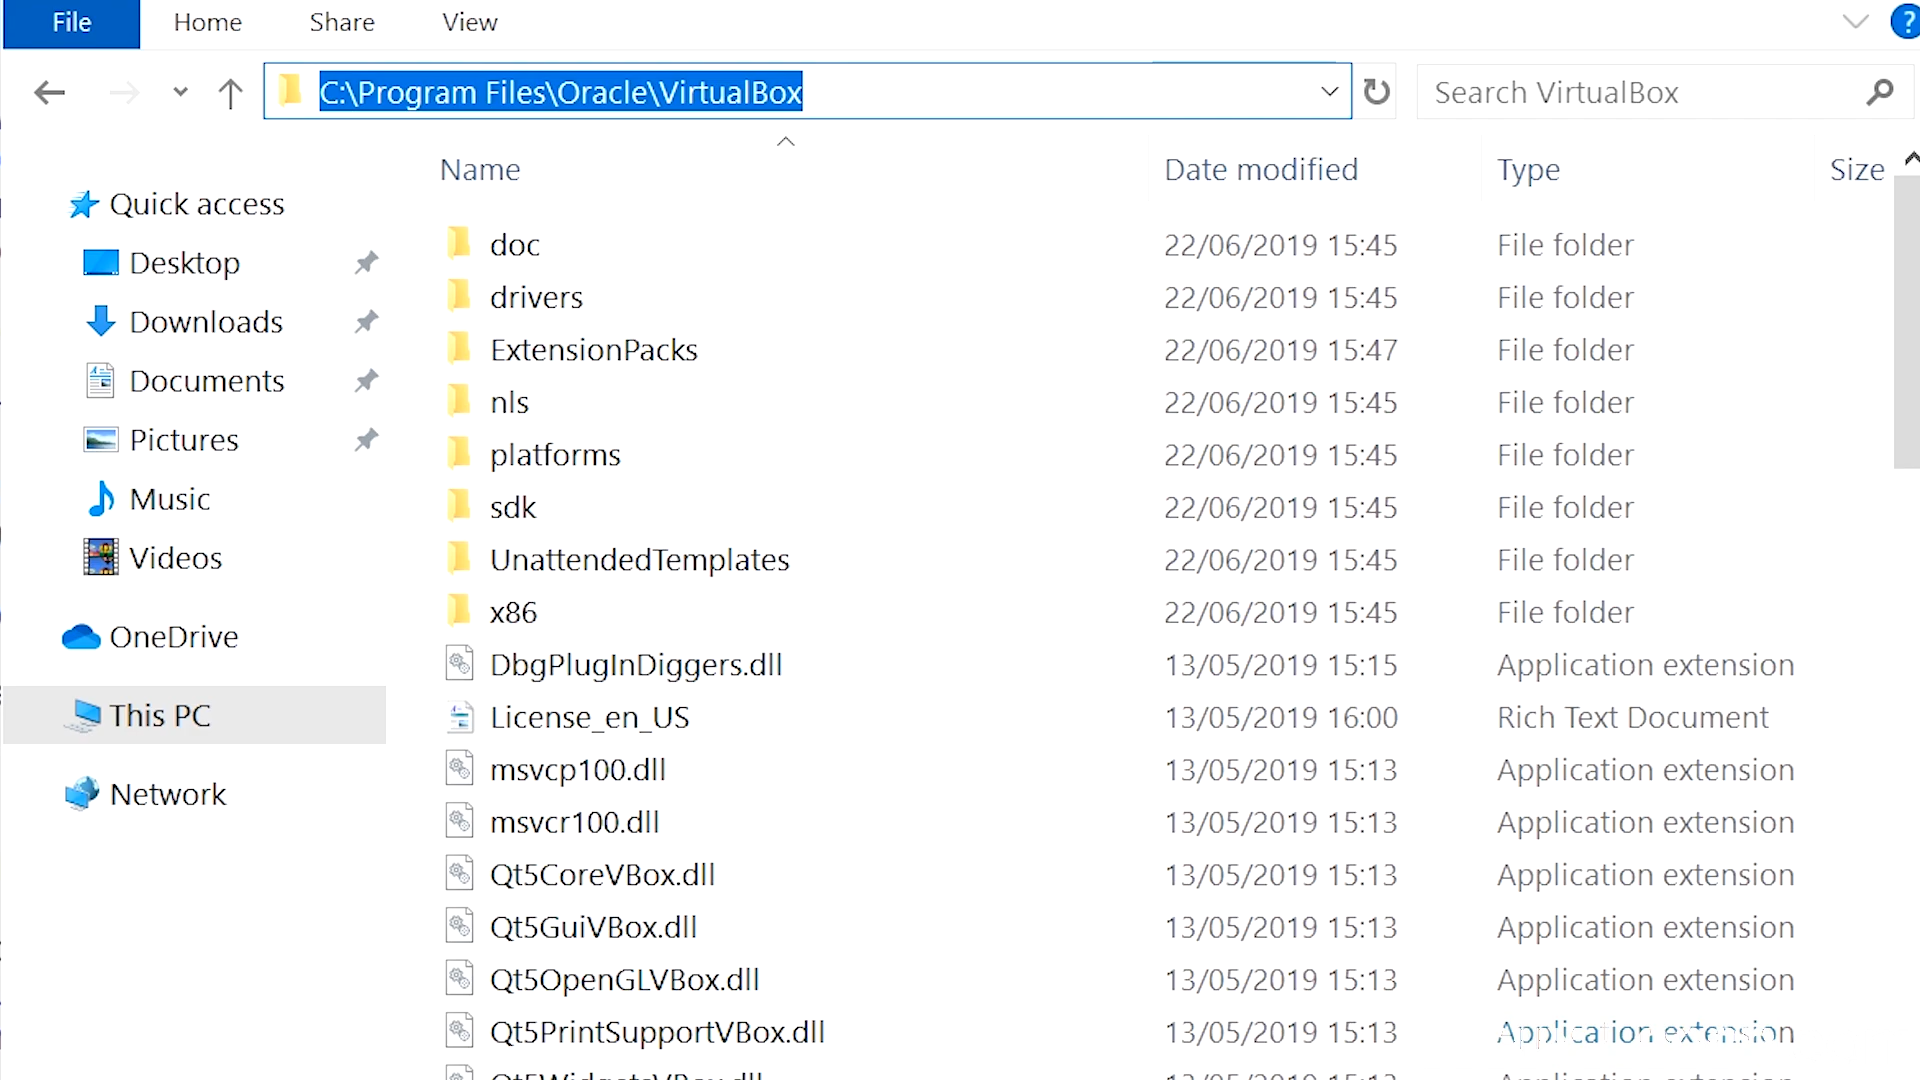 File Home Share View ?
C:\Program Files\Oracle\VirtualBox Search VirtualBox
Name Date modified Type Size
Quick access
Desktop
Downloads
Documents
Pictures
Music
Videos
OneDrive
This PC
Network
doc 22/06/2019 15:45 File folder
drivers 22/06/2019 15:45 File folder
ExtensionPacks 22/06/2019 15:47 File folder
nls 22/06/2019 15:45 File folder
platforms 22/06/2019 15:45 File folder
sdk 22/06/2019 15:45 File folder
UnattendedTemplates 22/06/2019 15:45 File folder
x86 22/06/2019 15:45 File folder
DbgPlugInDiggers.dll 13/05/2019 15:15 Application extension
License_en_US 13/05/2019 16:00 Rich Text Document
msvcp100.dll 13/05/2019 15:13 Application extension
msvcr100.dll 13/05/2019 15:13 Application extension
Qt5CoreVBox.dll 13/05/2019 15:13 Application extension
Qt5GuiVBox.dll 13/05/2019 15:13 Application extension
Qt5OpenGLVBox.dll 13/05/2019 15:13 Application extension
Qt5PrintSupportVBox.dll 13/05/2019 15:13 Application extension